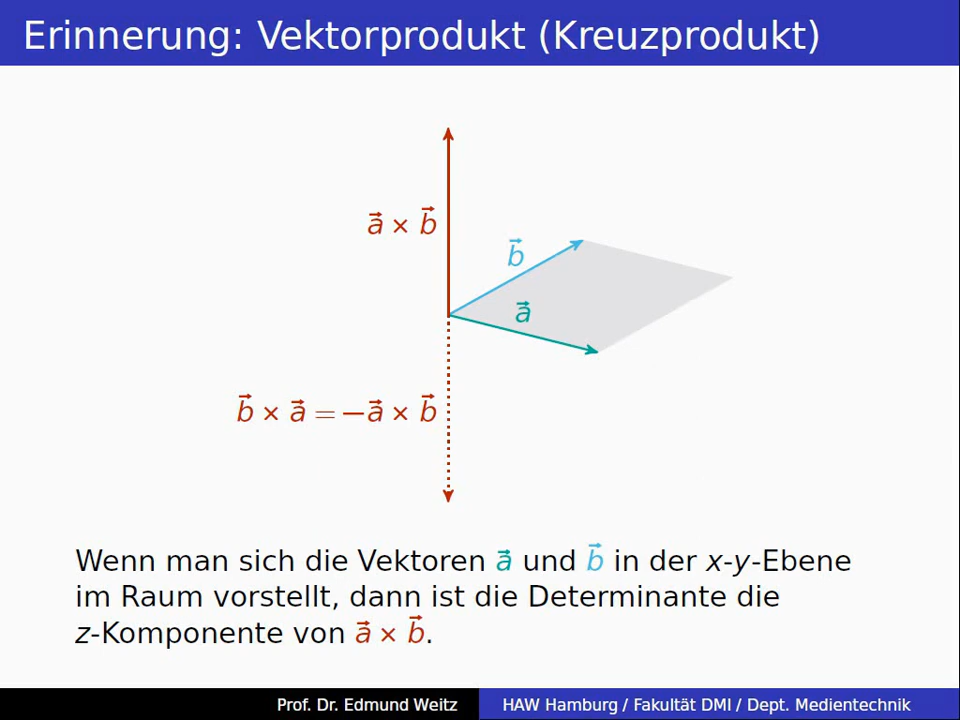 Erinnerung: Vektorprodukt (Kreuzprodukt)
a⃗ × b⃗
b⃗
a⃗
b⃗ × a⃗ = −a⃗ × b⃗
Wenn man sich die Vektoren a⃗ und b⃗ in der x-y-Ebene
im Raum vorstellt, dann ist die Determinante die
z-Komponente von a⃗ × b⃗.
Prof. Dr. Edmund Weitz HAW Hamburg / Fakultät DMI / Dept. Medientechnik